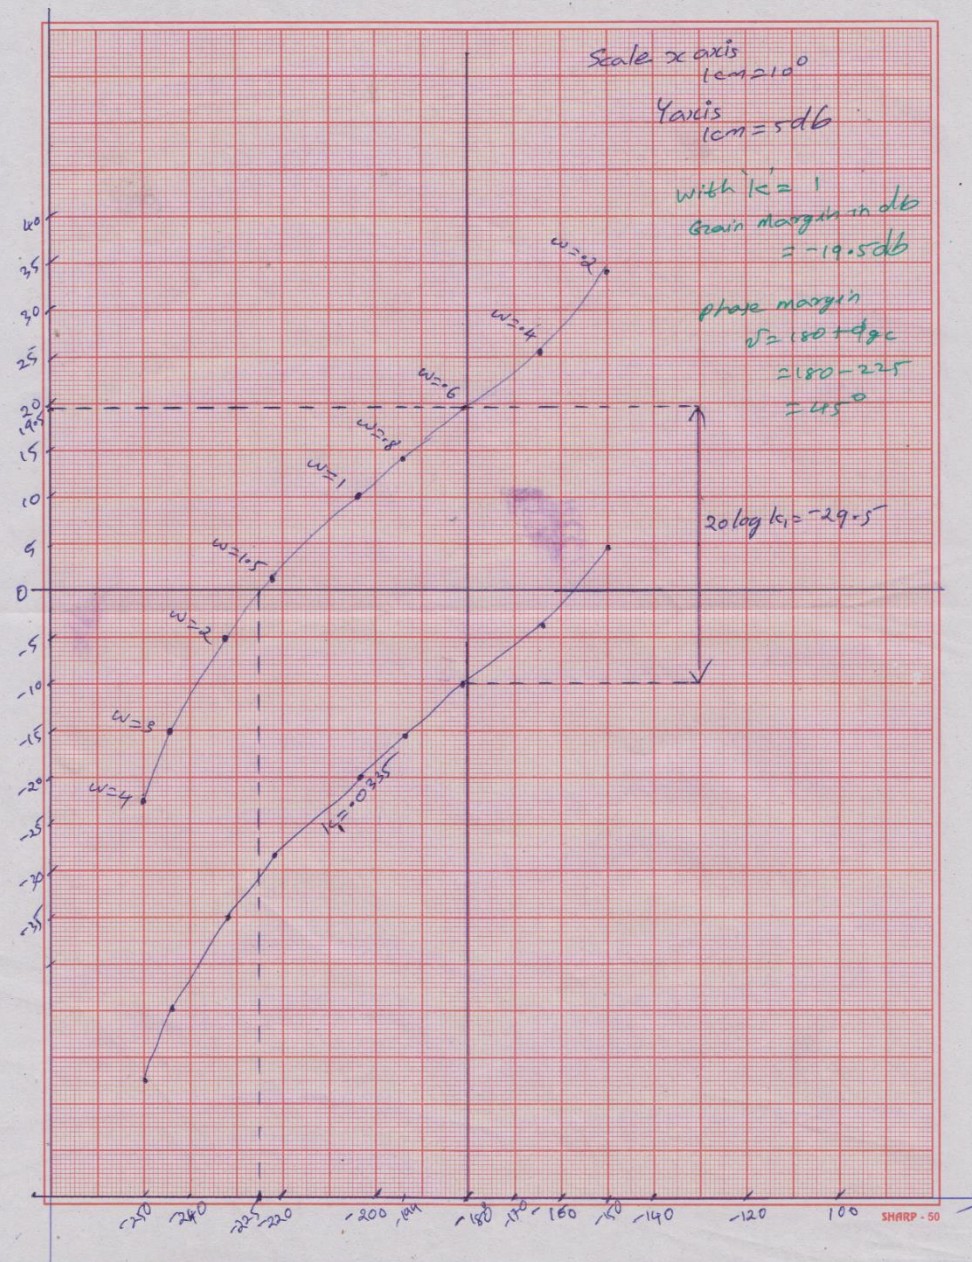 Scale x axis
1cm=10°
Yaxis
1cm=5db
with 'k' = 1
Gain Margin in db
= -19.5db
phase margin
γ=180+φgc
=180-225
=45°
40
35
30
25
20
19.5
15
10
5
0
-5
-10
-15
-20
-25
-30
-35
w=.2
w=.4
w=.6
w=.8
w=1
w=1.5
w=2
w=3
w=4
20log k₁=-29.5
k₁=.0335
-250 -240 -225 -220 -200 -194 -180 -170 -160 -150 -140 -120 100
SHARP - 50